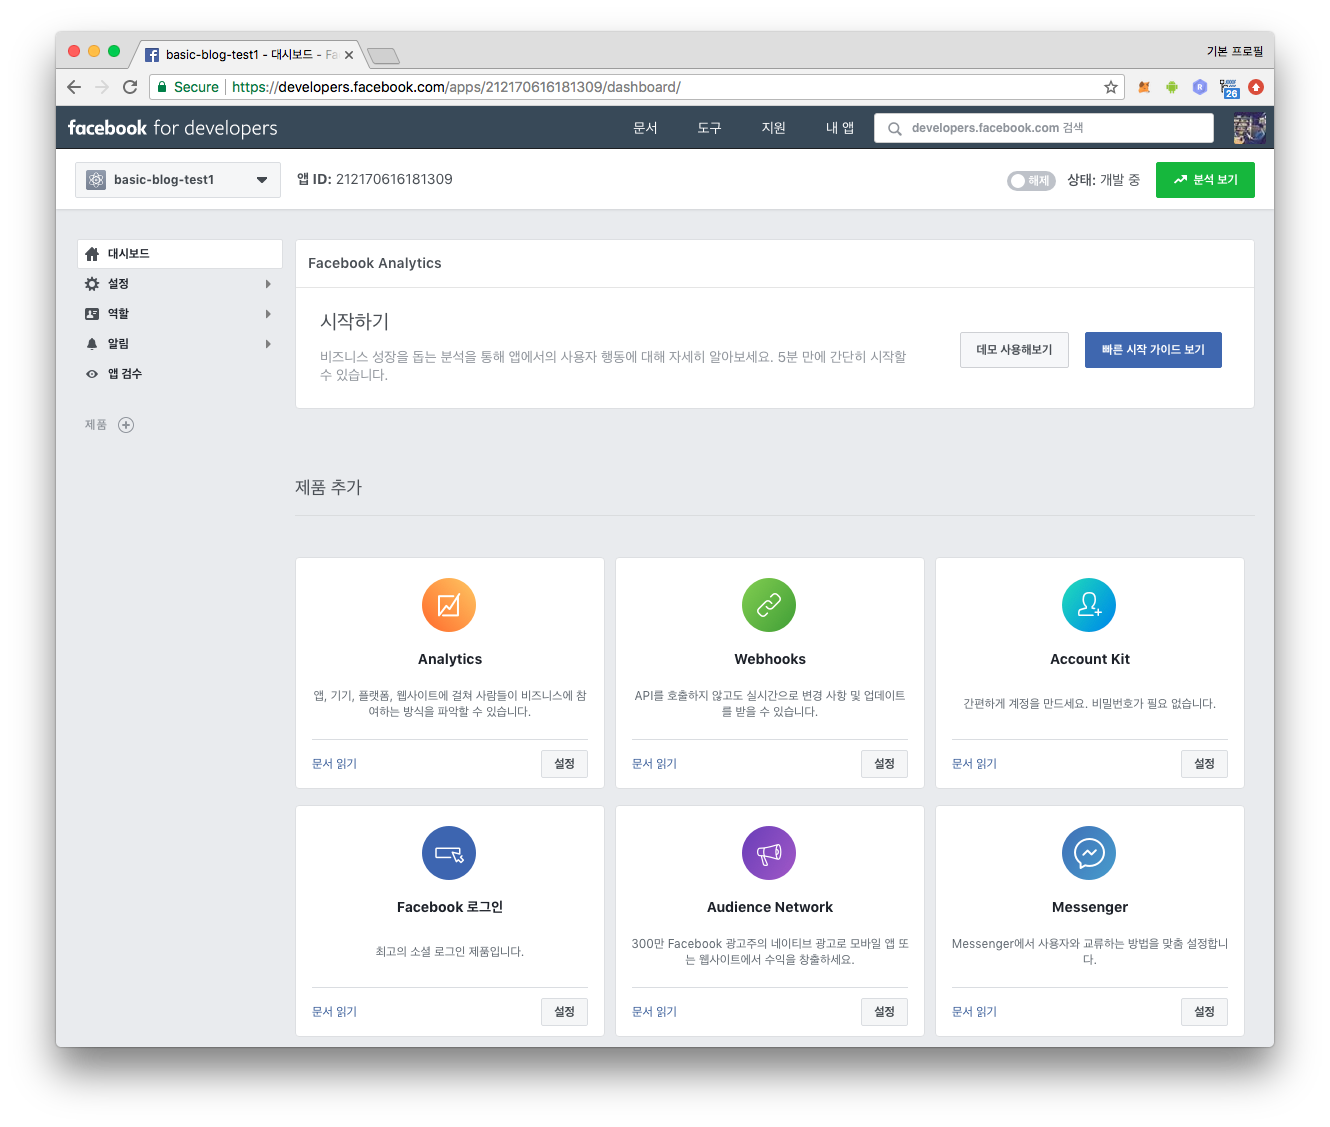 basic-blog-test1 - 대시보드 - Fa
기본 프로필
Secure https://developers.facebook.com/apps/212170616181309/dashboard/
26
facebook for developers
문서
도구
지원
내 앱
developers.facebook.com 검색
basic-blog-test1
앱 ID: 212170616181309
해제
상태: 개발 중
분석 보기
대시보드
설정
역할
알림
앱 검수
제품
Facebook Analytics
시작하기
비즈니스 성장을 돕는 분석을 통해 앱에서의 사용자 행동에 대해 자세히 알아보세요. 5분 만에 간단히 시작할
수 있습니다.
데모 사용해보기
빠른 시작 가이드 보기
제품 추가
Analytics
앱, 기기, 플랫폼, 웹사이트에 걸쳐 사람들이 비즈니스에 참
여하는 방식을 파악할 수 있습니다.
문서 읽기
설정
Webhooks
API를 호출하지 않고도 실시간으로 변경 사항 및 업데이트
를 받을 수 있습니다.
문서 읽기
설정
Account Kit
간편하게 계정을 만드세요. 비밀번호가 필요 없습니다.
문서 읽기
설정
Facebook 로그인
최고의 소셜 로그인 제품입니다.
문서 읽기
설정
Audience Network
300만 Facebook 광고주의 네이티브 광고로 모바일 앱 또
는 웹사이트에서 수익을 창출하세요.
문서 읽기
설정
Messenger
Messenger에서 사용자와 교류하는 방법을 맞춤 설정합니
다.
문서 읽기
설정